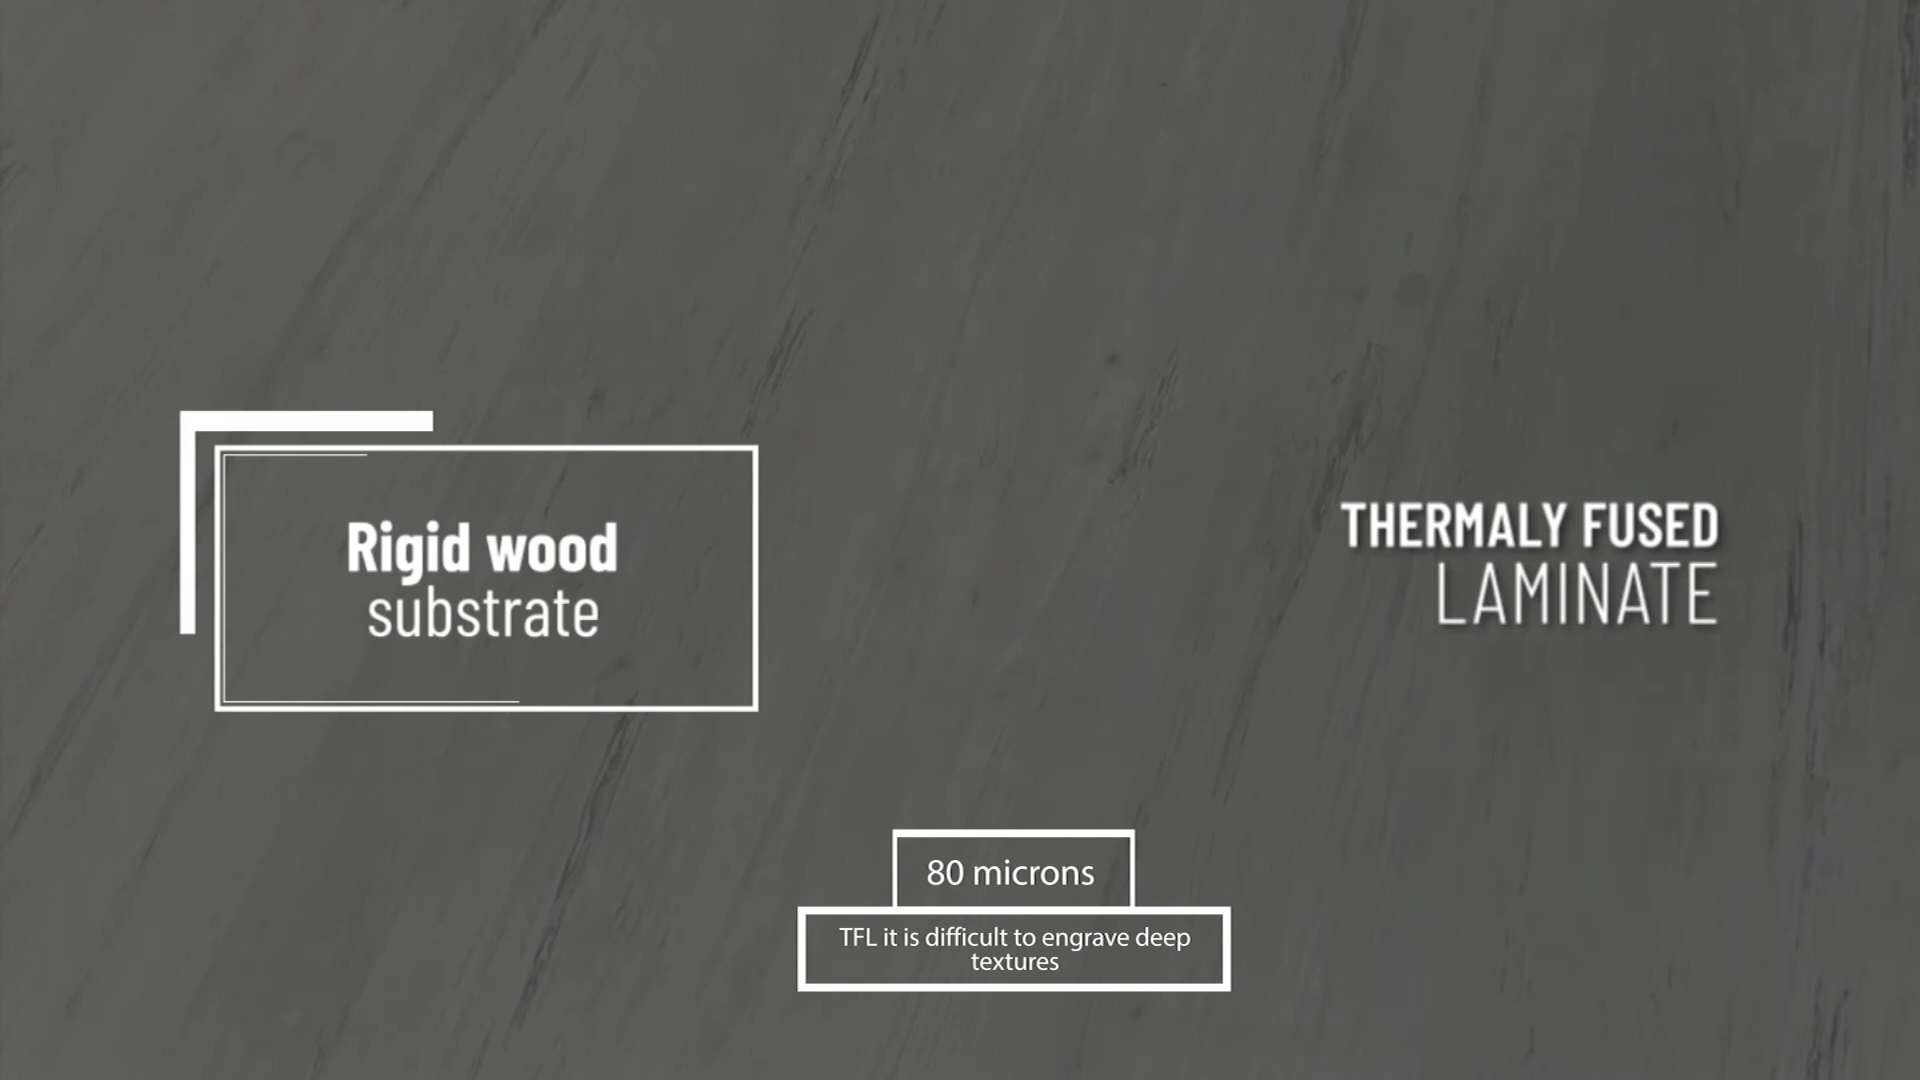 Rigid wood
substrate
THERMALY FUSED
LAMINATE
80 microns
TFL it is difficult to engrave deep
textures